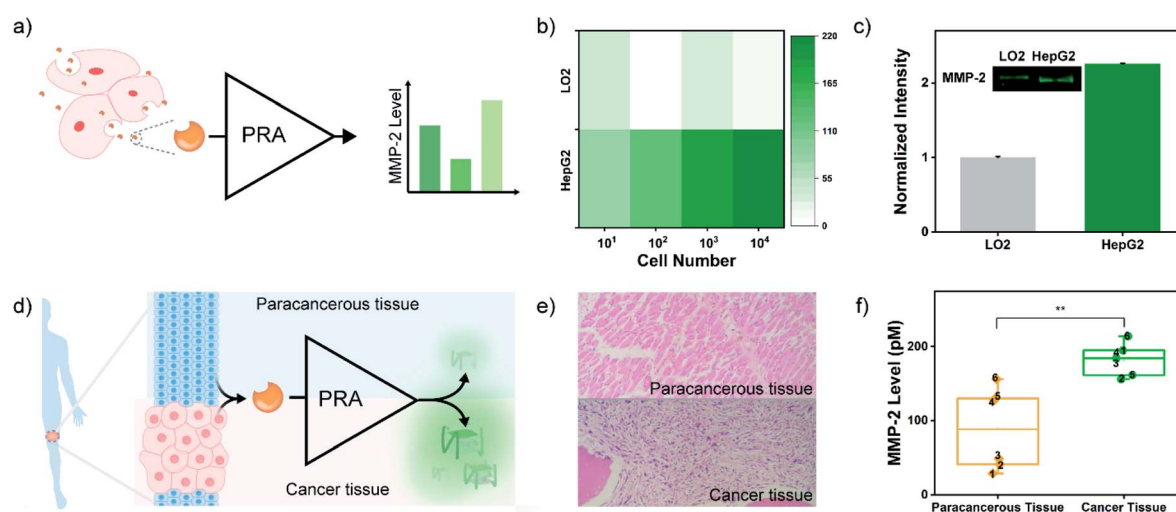 a)
PRA
MMP-2 Level
b)
LO2
HepG2
10¹ 10² 10³ 10⁴
Cell Number
220
165
110
55
0
c)
Normalized Intensity
2
1
0
LO2 HepG2
MMP-2
LO2 HepG2
d)
Paracancerous tissue
PRA
Cancer tissue
e)
Paracancerous tissue
Cancer tissue
f)
MMP-2 Level (pM)
200
100
0
**
6
5
4
3
2
1
6
4
3
2
Paracancerous Tissue Cancer Tissue